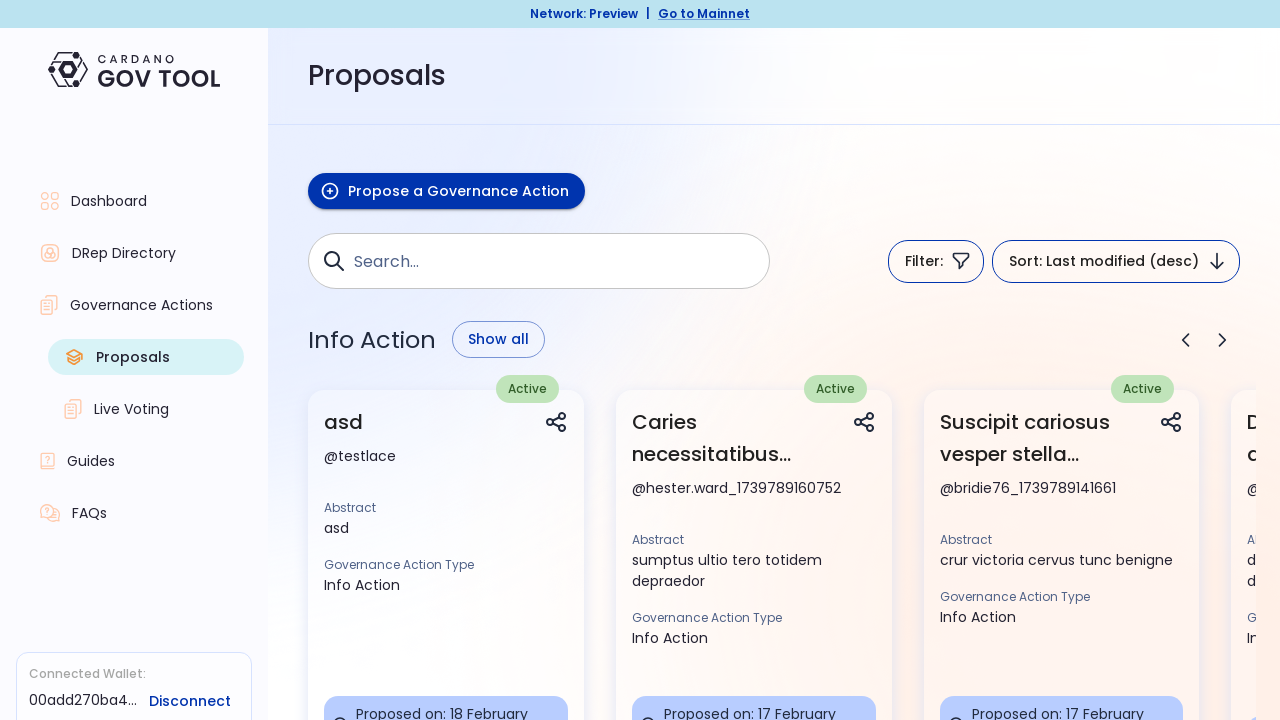 Network: Preview | Go to Mainnet
CARDANO
GOV TOOL
Proposals
Dashboard
DRep Directory
Governance Actions
Proposals
Live Voting
Guides
FAQs
Connected Wallet:
00add270ba4...
Disconnect
Propose a Governance Action
Search...
Filter:
Sort: Last modified (desc)
Info Action
Show all
Active
asd
@testlace
Abstract
asd
Governance Action Type
Info Action
Proposed on: 18 February
Active
Caries
necessitatibus...
@hester.ward_1739789160752
Abstract
sumptus ultio tero totidem
depraedor
Governance Action Type
Info Action
Proposed on: 17 February
Active
Suscipit cariosus
vesper stella...
@bridie76_1739789141661
Abstract
crur victoria cervus tunc benigne
Governance Action Type
Info Action
Proposed on: 17 February